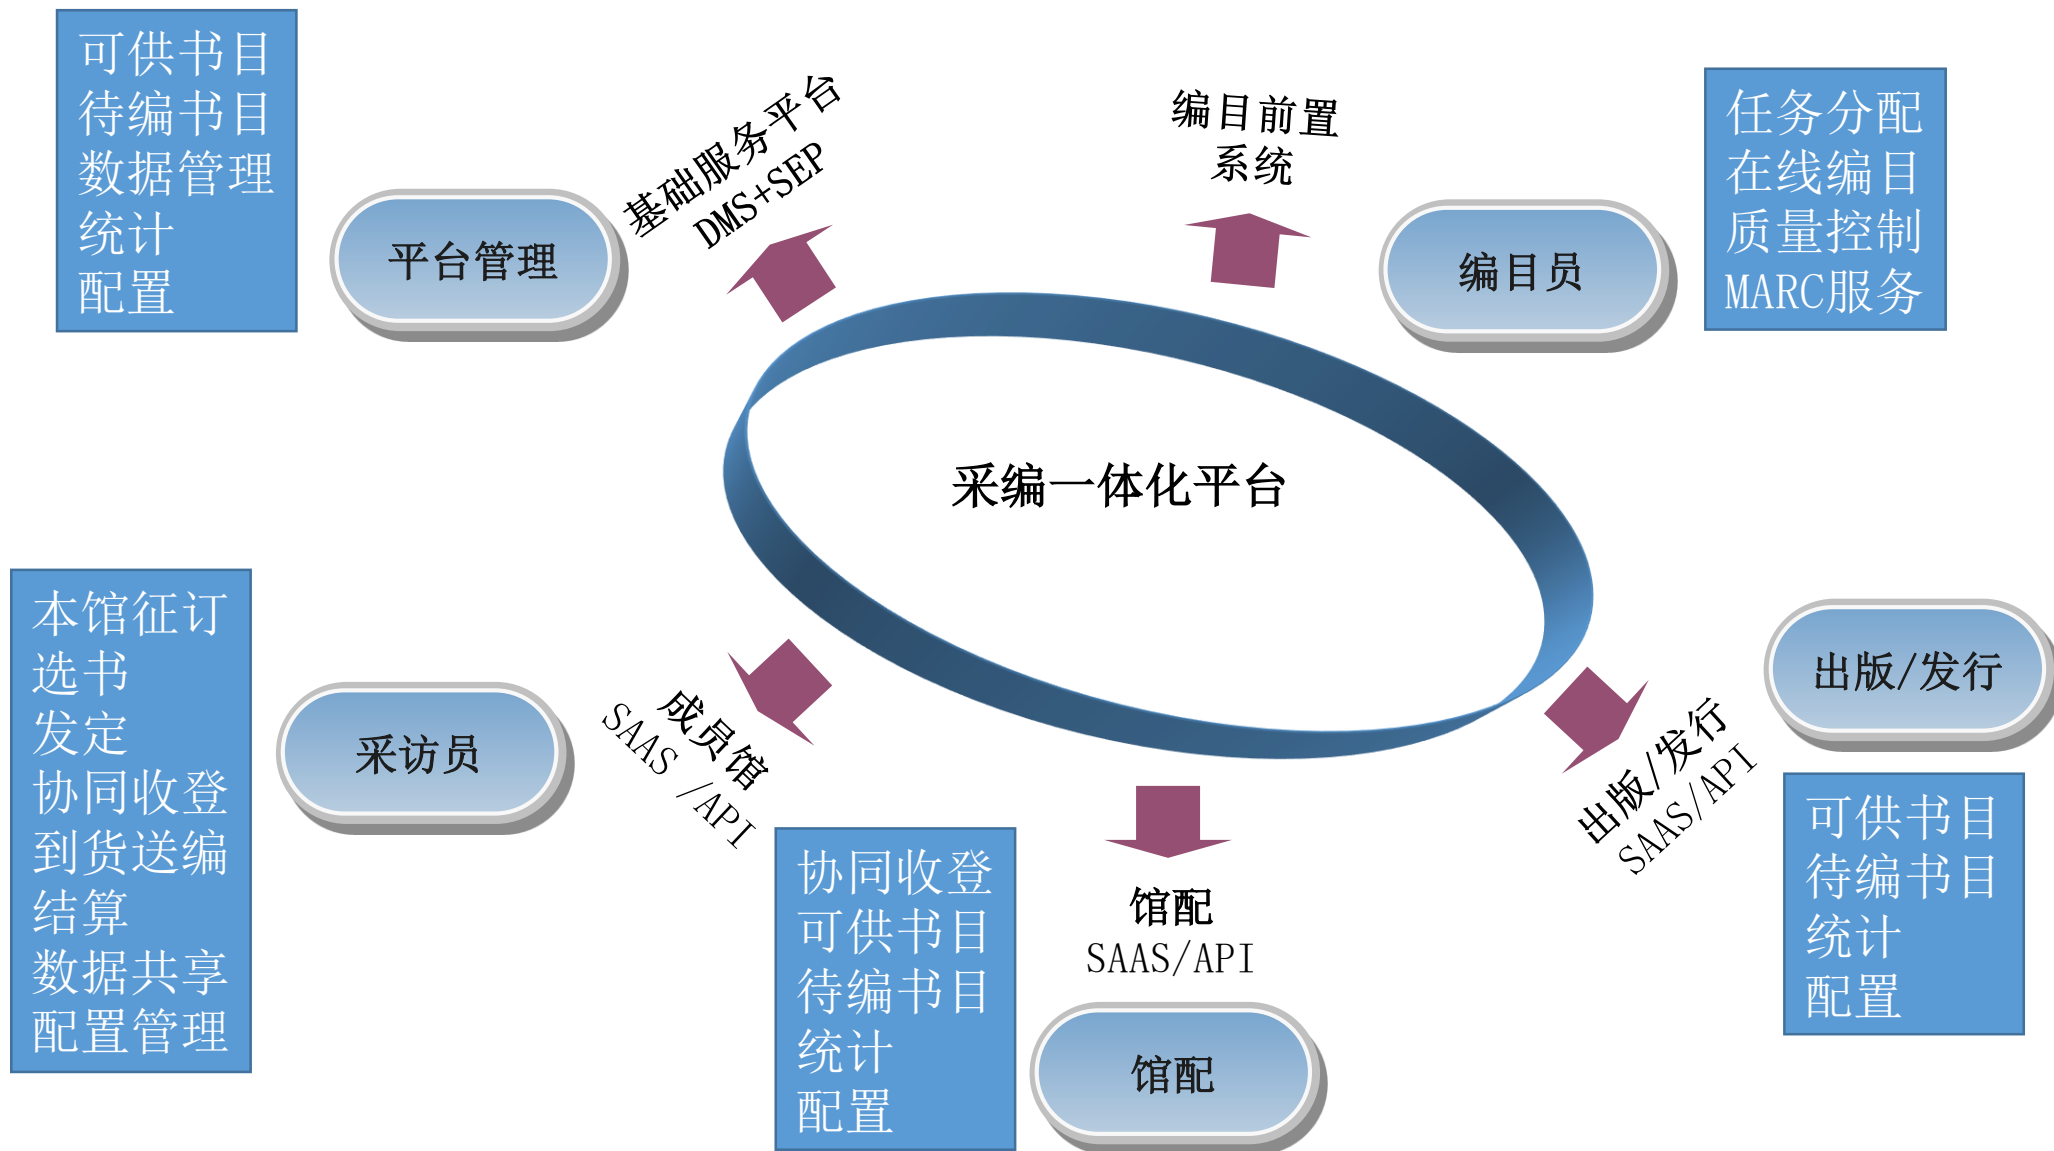 可供书目
待编书目
数据管理
统计
配置
平台管理
基础服务平台
DMS+SEP
编目前置
系统
编目员
任务分配
在线编目
质量控制
MARC服务
采编一体化平台
本馆征订
选书
发定
协同收登
到货送编
结算
数据共享
配置管理
采访员
成员馆
SAAS /API
协同收登
可供书目
待编书目
统计
配置
馆配
SAAS/API
馆配
出版/发行
SAAS/API
出版/发行
可供书目
待编书目
统计
配置